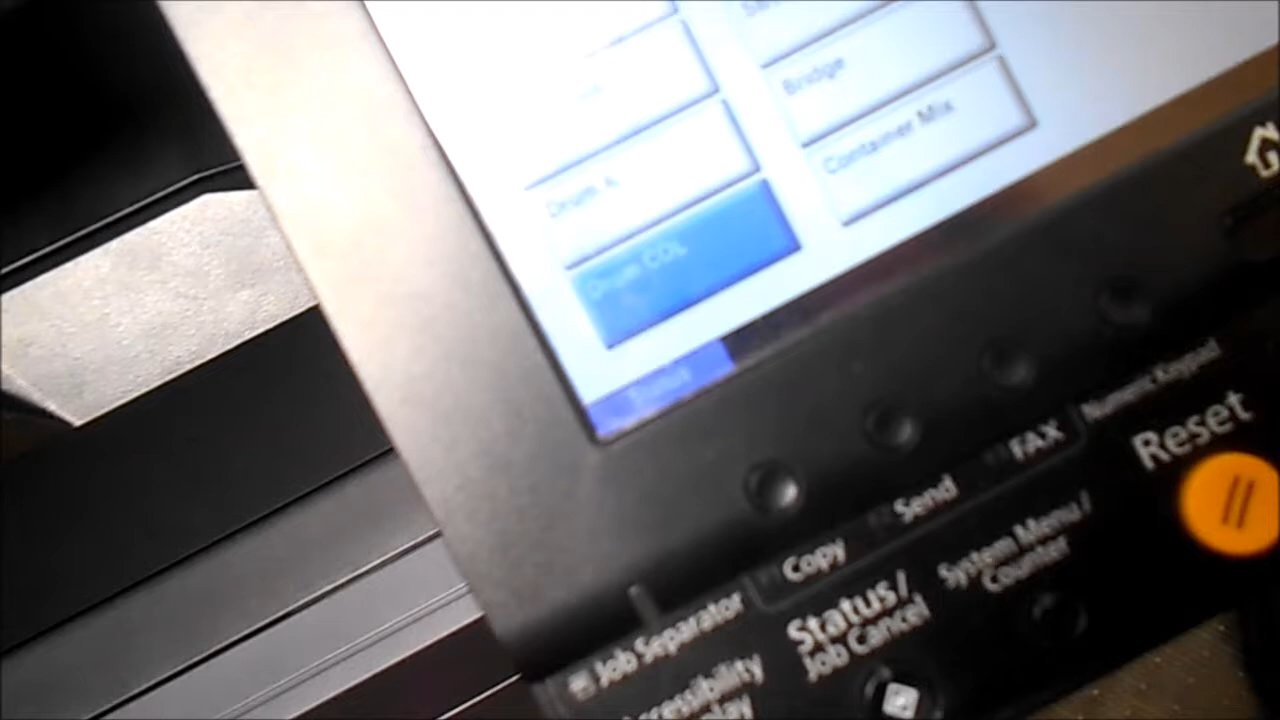 Bridge
Container Mix
Drum A
Drum COL
Numeric Keypad
Reset
FAX
Send
System Menu /
Counter
Copy
Status/
Job Cancel
Job Separator